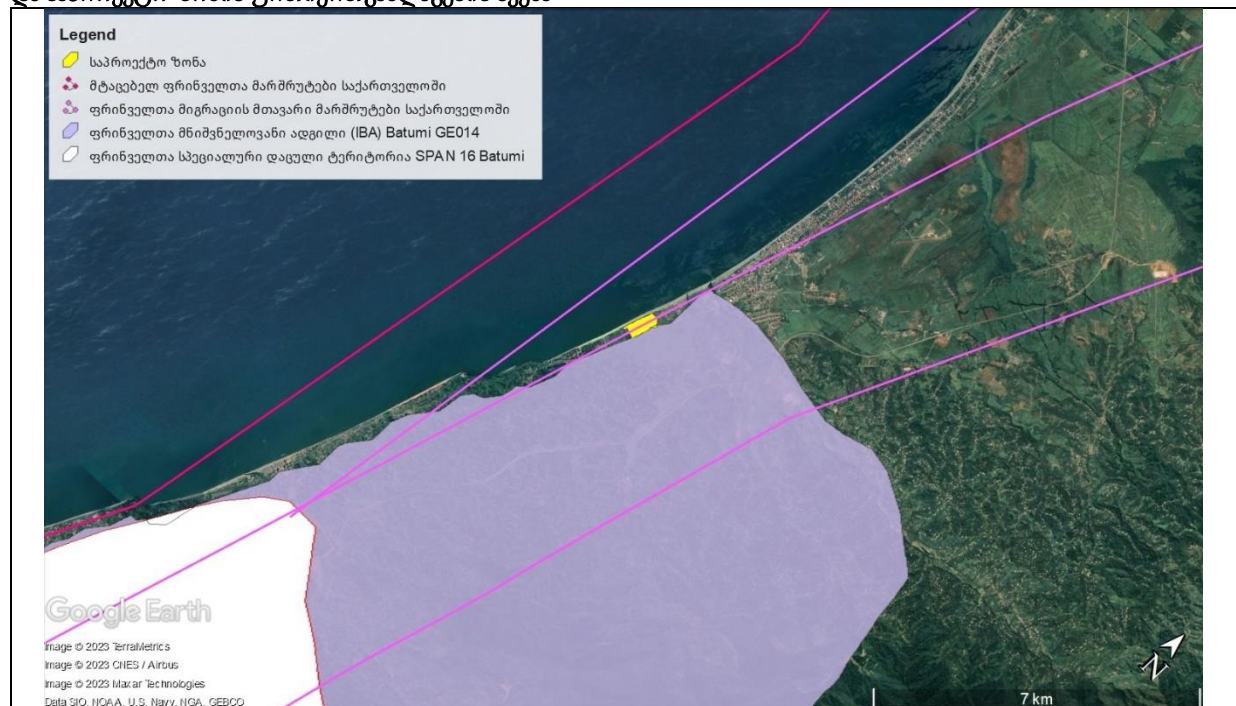 Legend
საპროექტო ზონა
მტაცებელ ფრინველთა მარშრუტები საქართველოში
ფრინველთა მიგრაციის მთავარი მარშრუტები საქართველოში
ფრინველთა მნიშვნელოვანი ადგილი (IBA) Batumi GE014
ფრინველთა სპეციალური დაცული ტერიტორია SPAN 16 Batumi
Google Earth
Image © 2023 TerraMetrics
Image © 2023 CNES / Airbus
Image © 2023 Maxar Technologies
Data SIO, NOAA, U.S. Navy, NGA, GEBCO
N
7 km